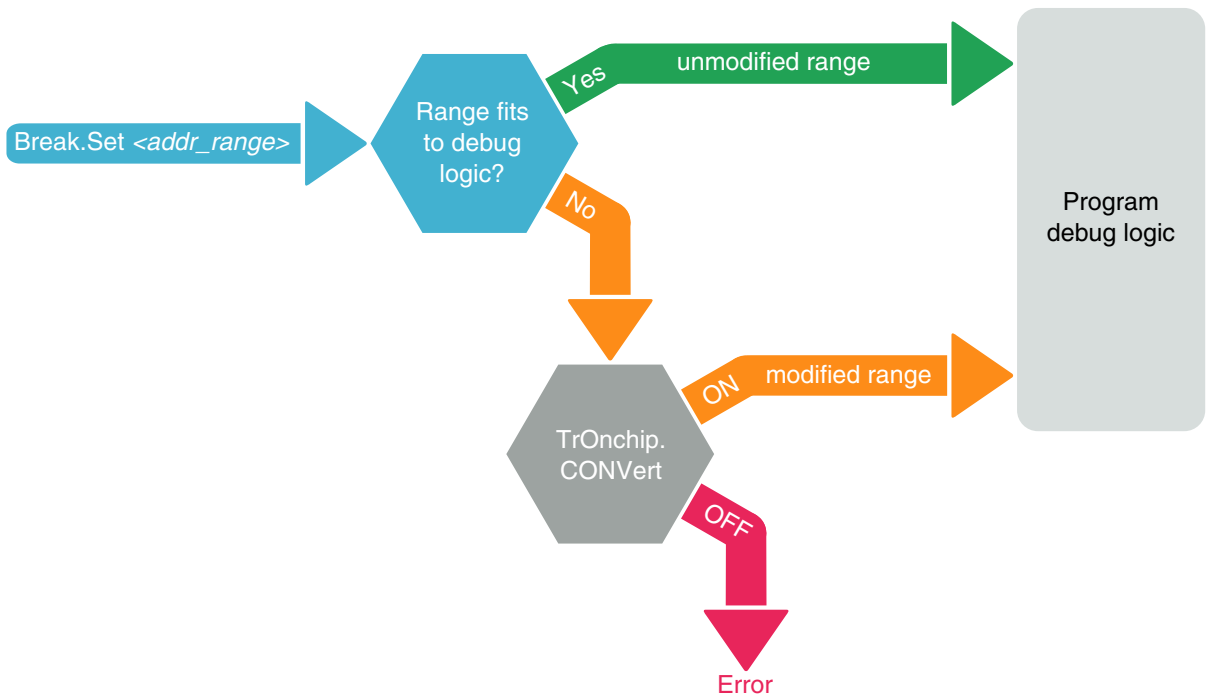 Break.Set <addr_range>
Range fits
to debug
logic?
Yes
unmodified range
No
Program
debug logic
TrOnchip.
CONVert
ON
modified range
OFF
Error